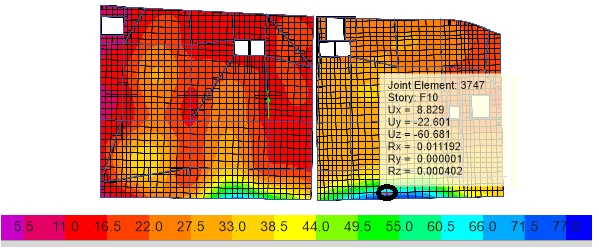 Joint Element: 3747
Story: F10
Ux = 8.829
Uy = -22.601
Uz = -60.681
Rx = 0.011192
Ry = 0.000001
Rz = 0.000402
5.5 11.0 16.5 22.0 27.5 33.0 38.5 44.0 49.5 55.0 60.5 66.0 71.5 77.0